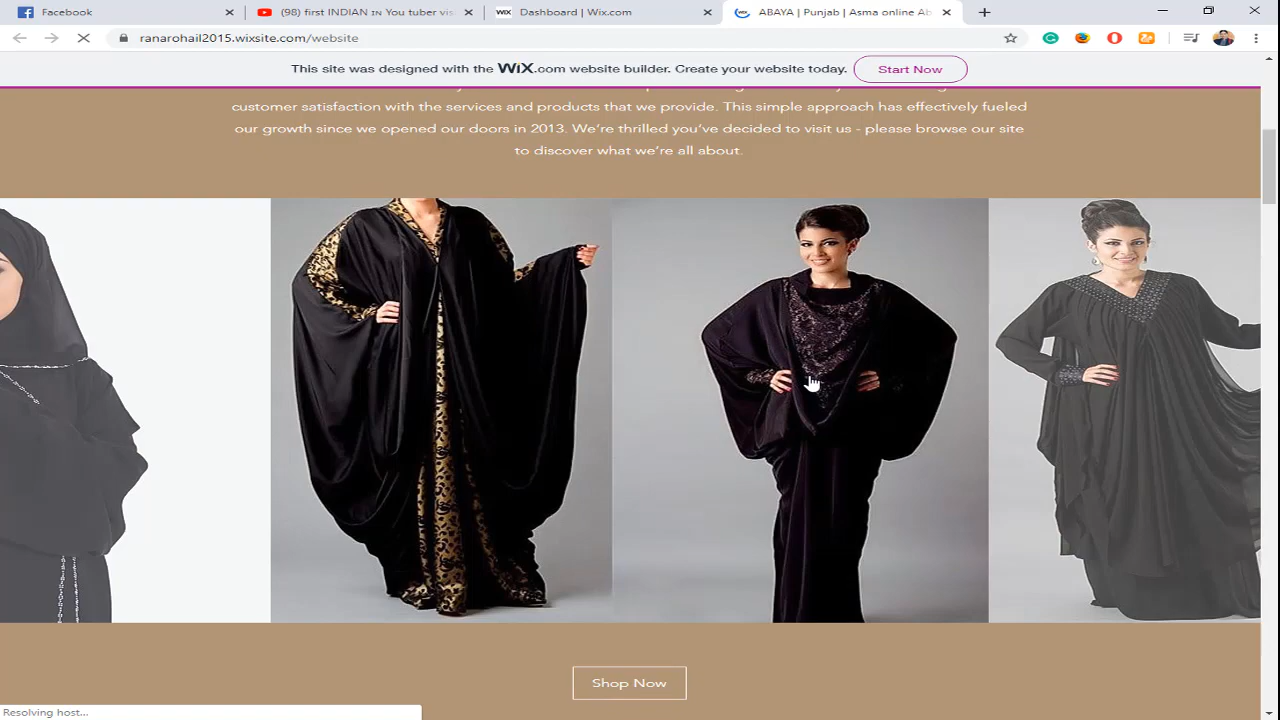 Facebook
(98) first INDIAN IN You tuber vis
WIX Dashboard | Wix.com
ABAYA | Punjab | Asma online Ab
ranarohail2015.wixsite.com/website
This site was designed with the WiX.com website builder. Create your website today. Start Now
customer satisfaction with the services and products that we provide. This simple approach has effectively fueled
our growth since we opened our doors in 2013. We're thrilled you've decided to visit us - please browse our site
to discover what we're all about.
Shop Now
Resolving host...